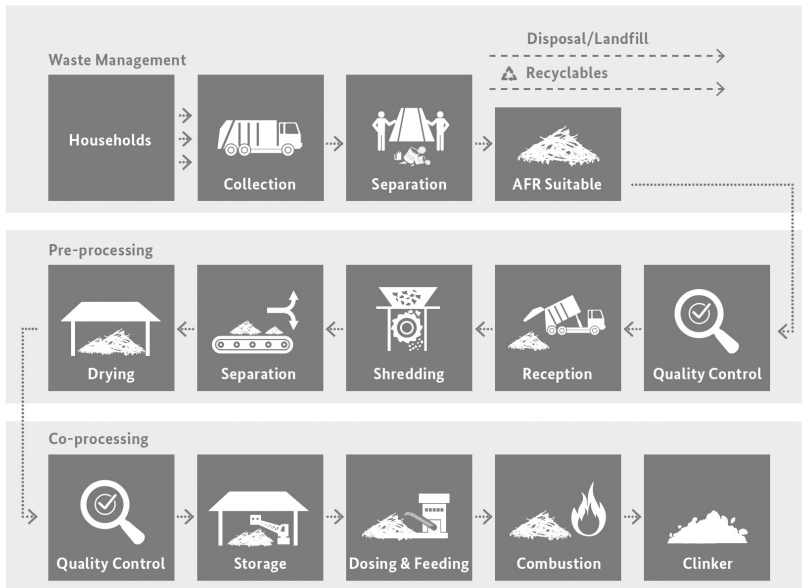 Waste Management
Disposal/Landfill
Recyclables
Households
Collection
Separation
AFR Suitable
Pre-processing
Drying
Separation
Shredding
Reception
Quality Control
Co-processing
Quality Control
Storage
Dosing & Feeding
Combustion
Clinker